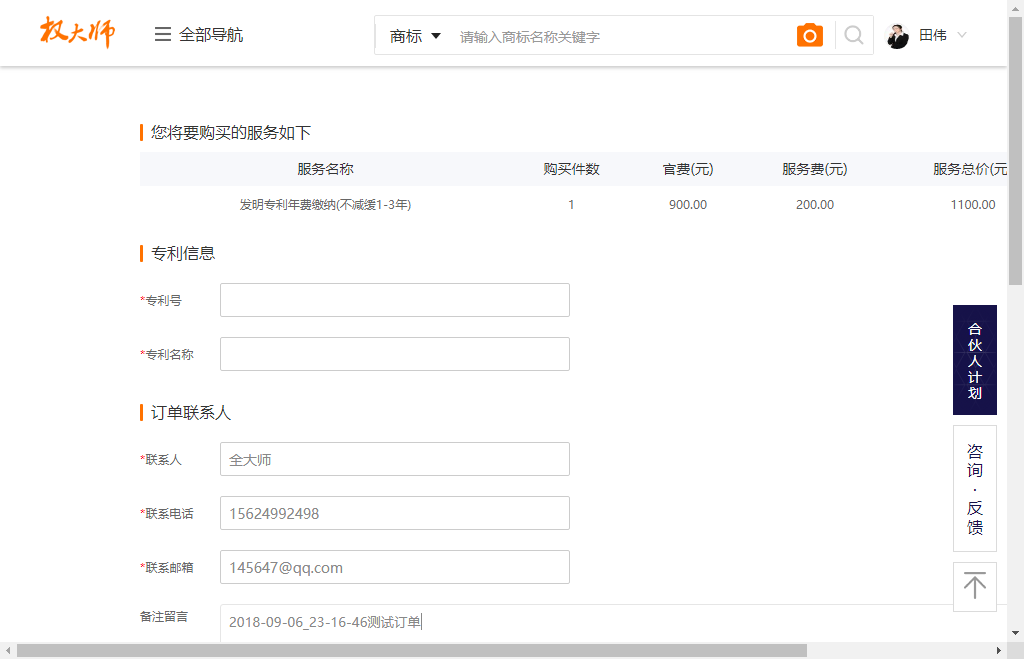 权大师
全部导航
商标
请输入商标名称关键字
田伟
您将要购买的服务如下
服务名称 购买件数 官费(元) 服务费(元) 服务总价(元
发明专利年费缴纳(不减缓1-3年) 1 900.00 200.00 1100.00
专利信息
*专利号
*专利名称
订单联系人
*联系人 全大师
*联系电话 15624992498
*联系邮箱 145647@qq.com
备注留言 2018-09-06_23-16-46测试订单
合伙人计划
咨询·反馈